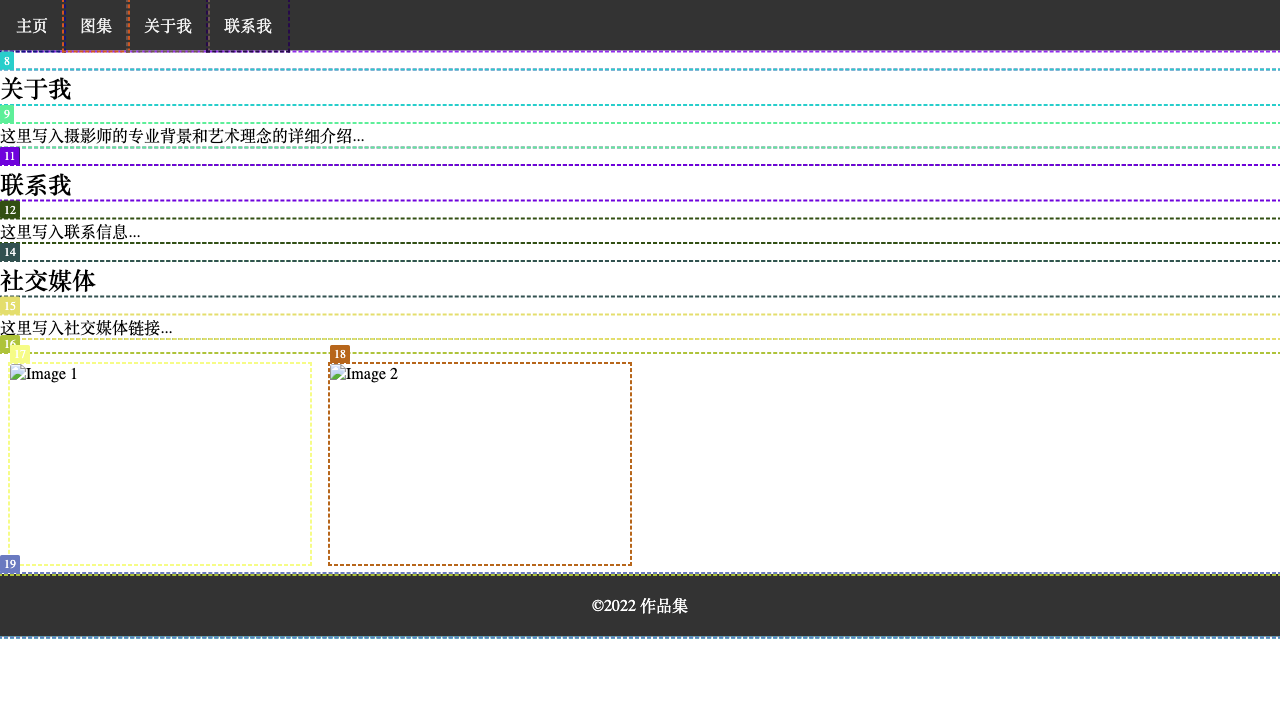 主页 图集 关于我 联系我
8
关于我
9
这里写入摄影师的专业背景和艺术理念的详细介绍...
11
联系我
12
这里写入联系信息...
14
社交媒体
15
这里写入社交媒体链接...
16
17 18
Image 1 Image 2
19
©2022 作品集